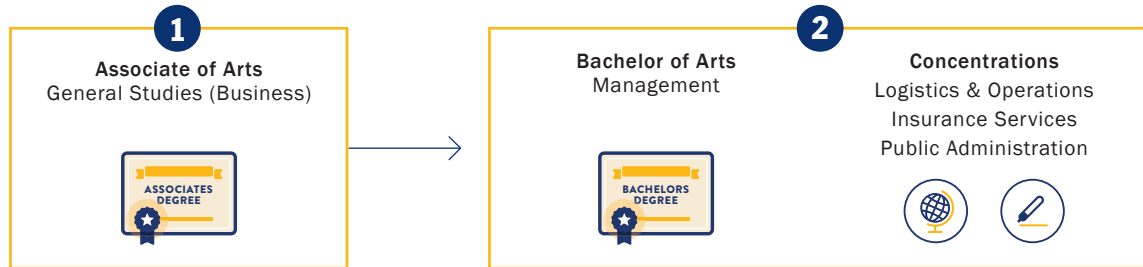 1
Associate of Arts
General Studies (Business)
ASSOCIATES
DEGREE
2
Bachelor of Arts
Management
BACHELORS
DEGREE
Concentrations
Logistics & Operations
Insurance Services
Public Administration